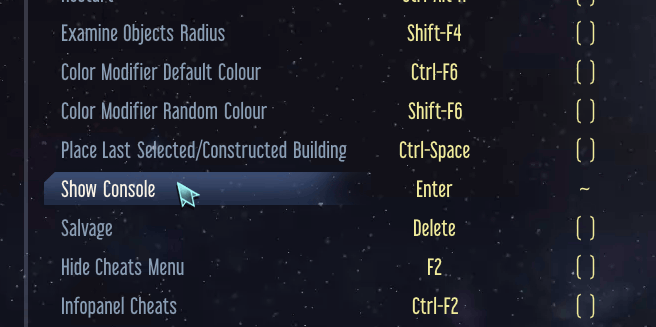 Examine Objects Radius Shift-F4 ( )
Color Modifier Default Colour Ctrl-F6 ( )
Color Modifier Random Colour Shift-F6 ( )
Place Last Selected/Constructed Building Ctrl-Space ( )
Show Console Enter ~
Salvage Delete ( )
Hide Cheats Menu F2 ( )
Infopanel Cheats Ctrl-F2 ( )